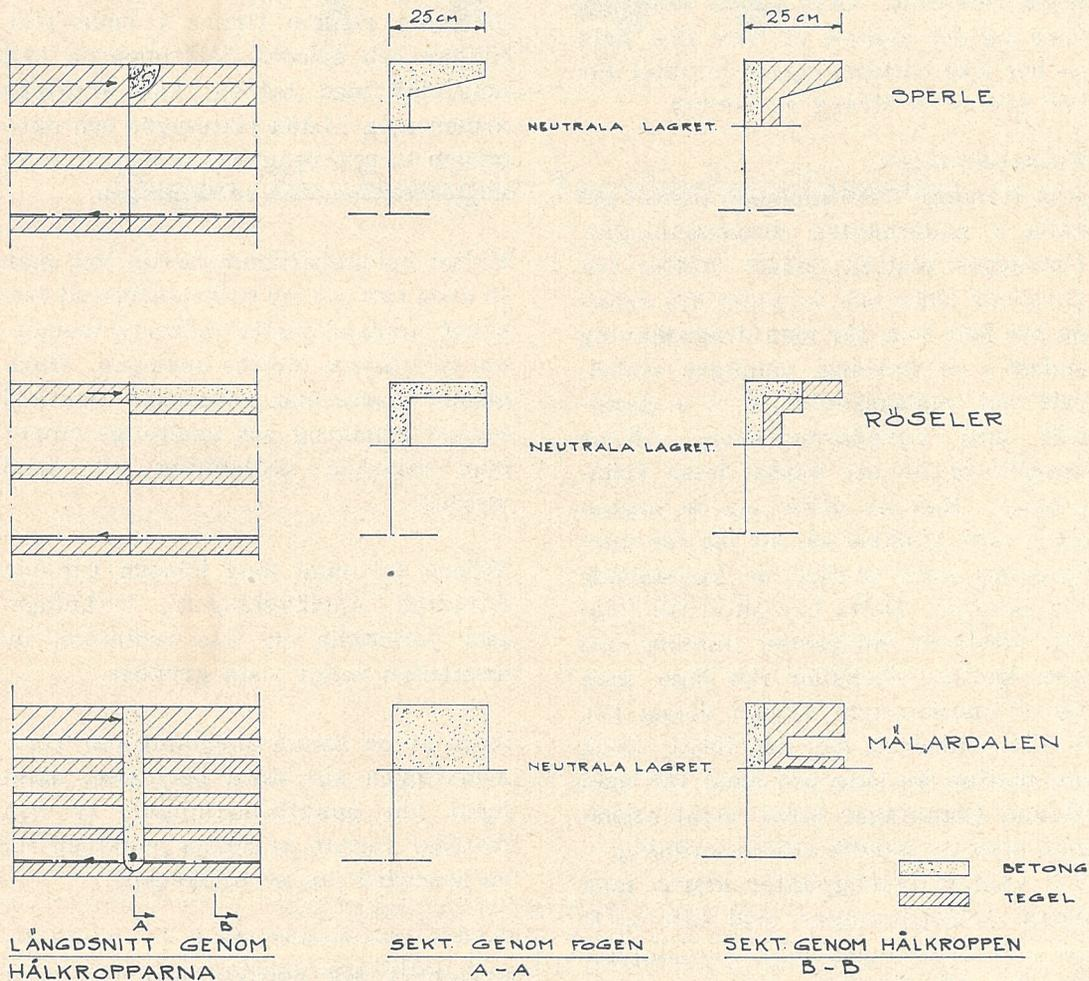 25 CM
25 CM
SPERLE
NEUTRALA LAGRET.
RÖSELER
NEUTRALA LAGRET.
MÄLARDALEN
NEUTRALA LAGRET.
BETONG
TEGEL
A
B
LÄNGDSNITT GENOM
HÅLKROPPARNA
SEKT. GENOM FOGEN
A-A
SEKT. GENOM HÅLKROPPEN
B-B